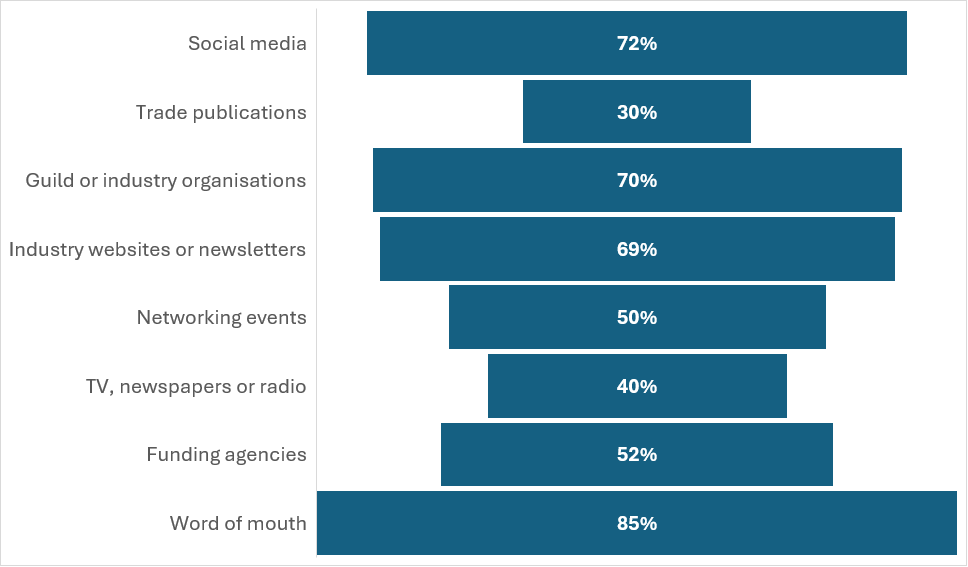 Social media 72%
Trade publications 30%
Guild or industry organisations 70%
Industry websites or newsletters 69%
Networking events 50%
TV, newspapers or radio 40%
Funding agencies 52%
Word of mouth 85%